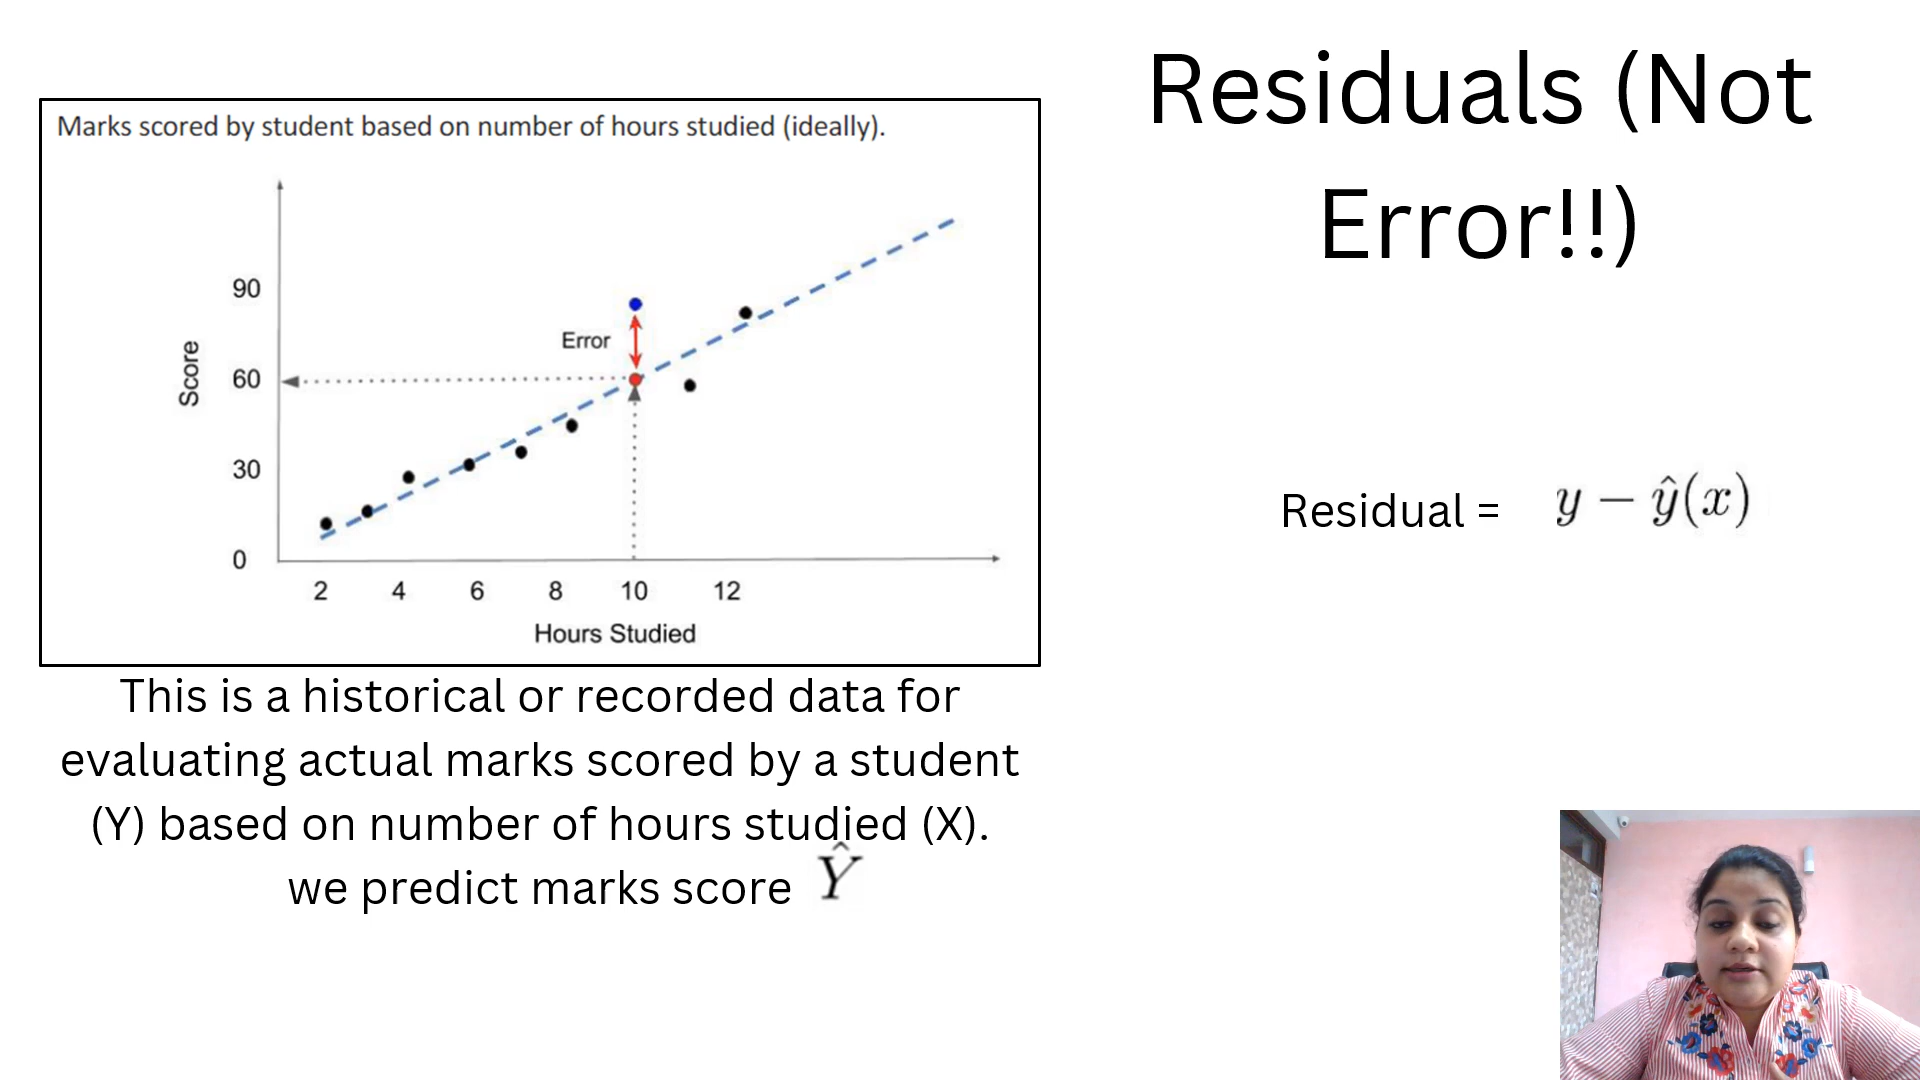 Residuals (Not
Error!!)
Marks scored by student based on number of hours studied (ideally).
90
60
30
0
Score
Error
2 4 6 8 10 12
Hours Studied
Residual = y − ŷ(x)
This is a historical or recorded data for
evaluating actual marks scored by a student
(Y) based on number of hours studied (X).
we predict marks score Ŷ